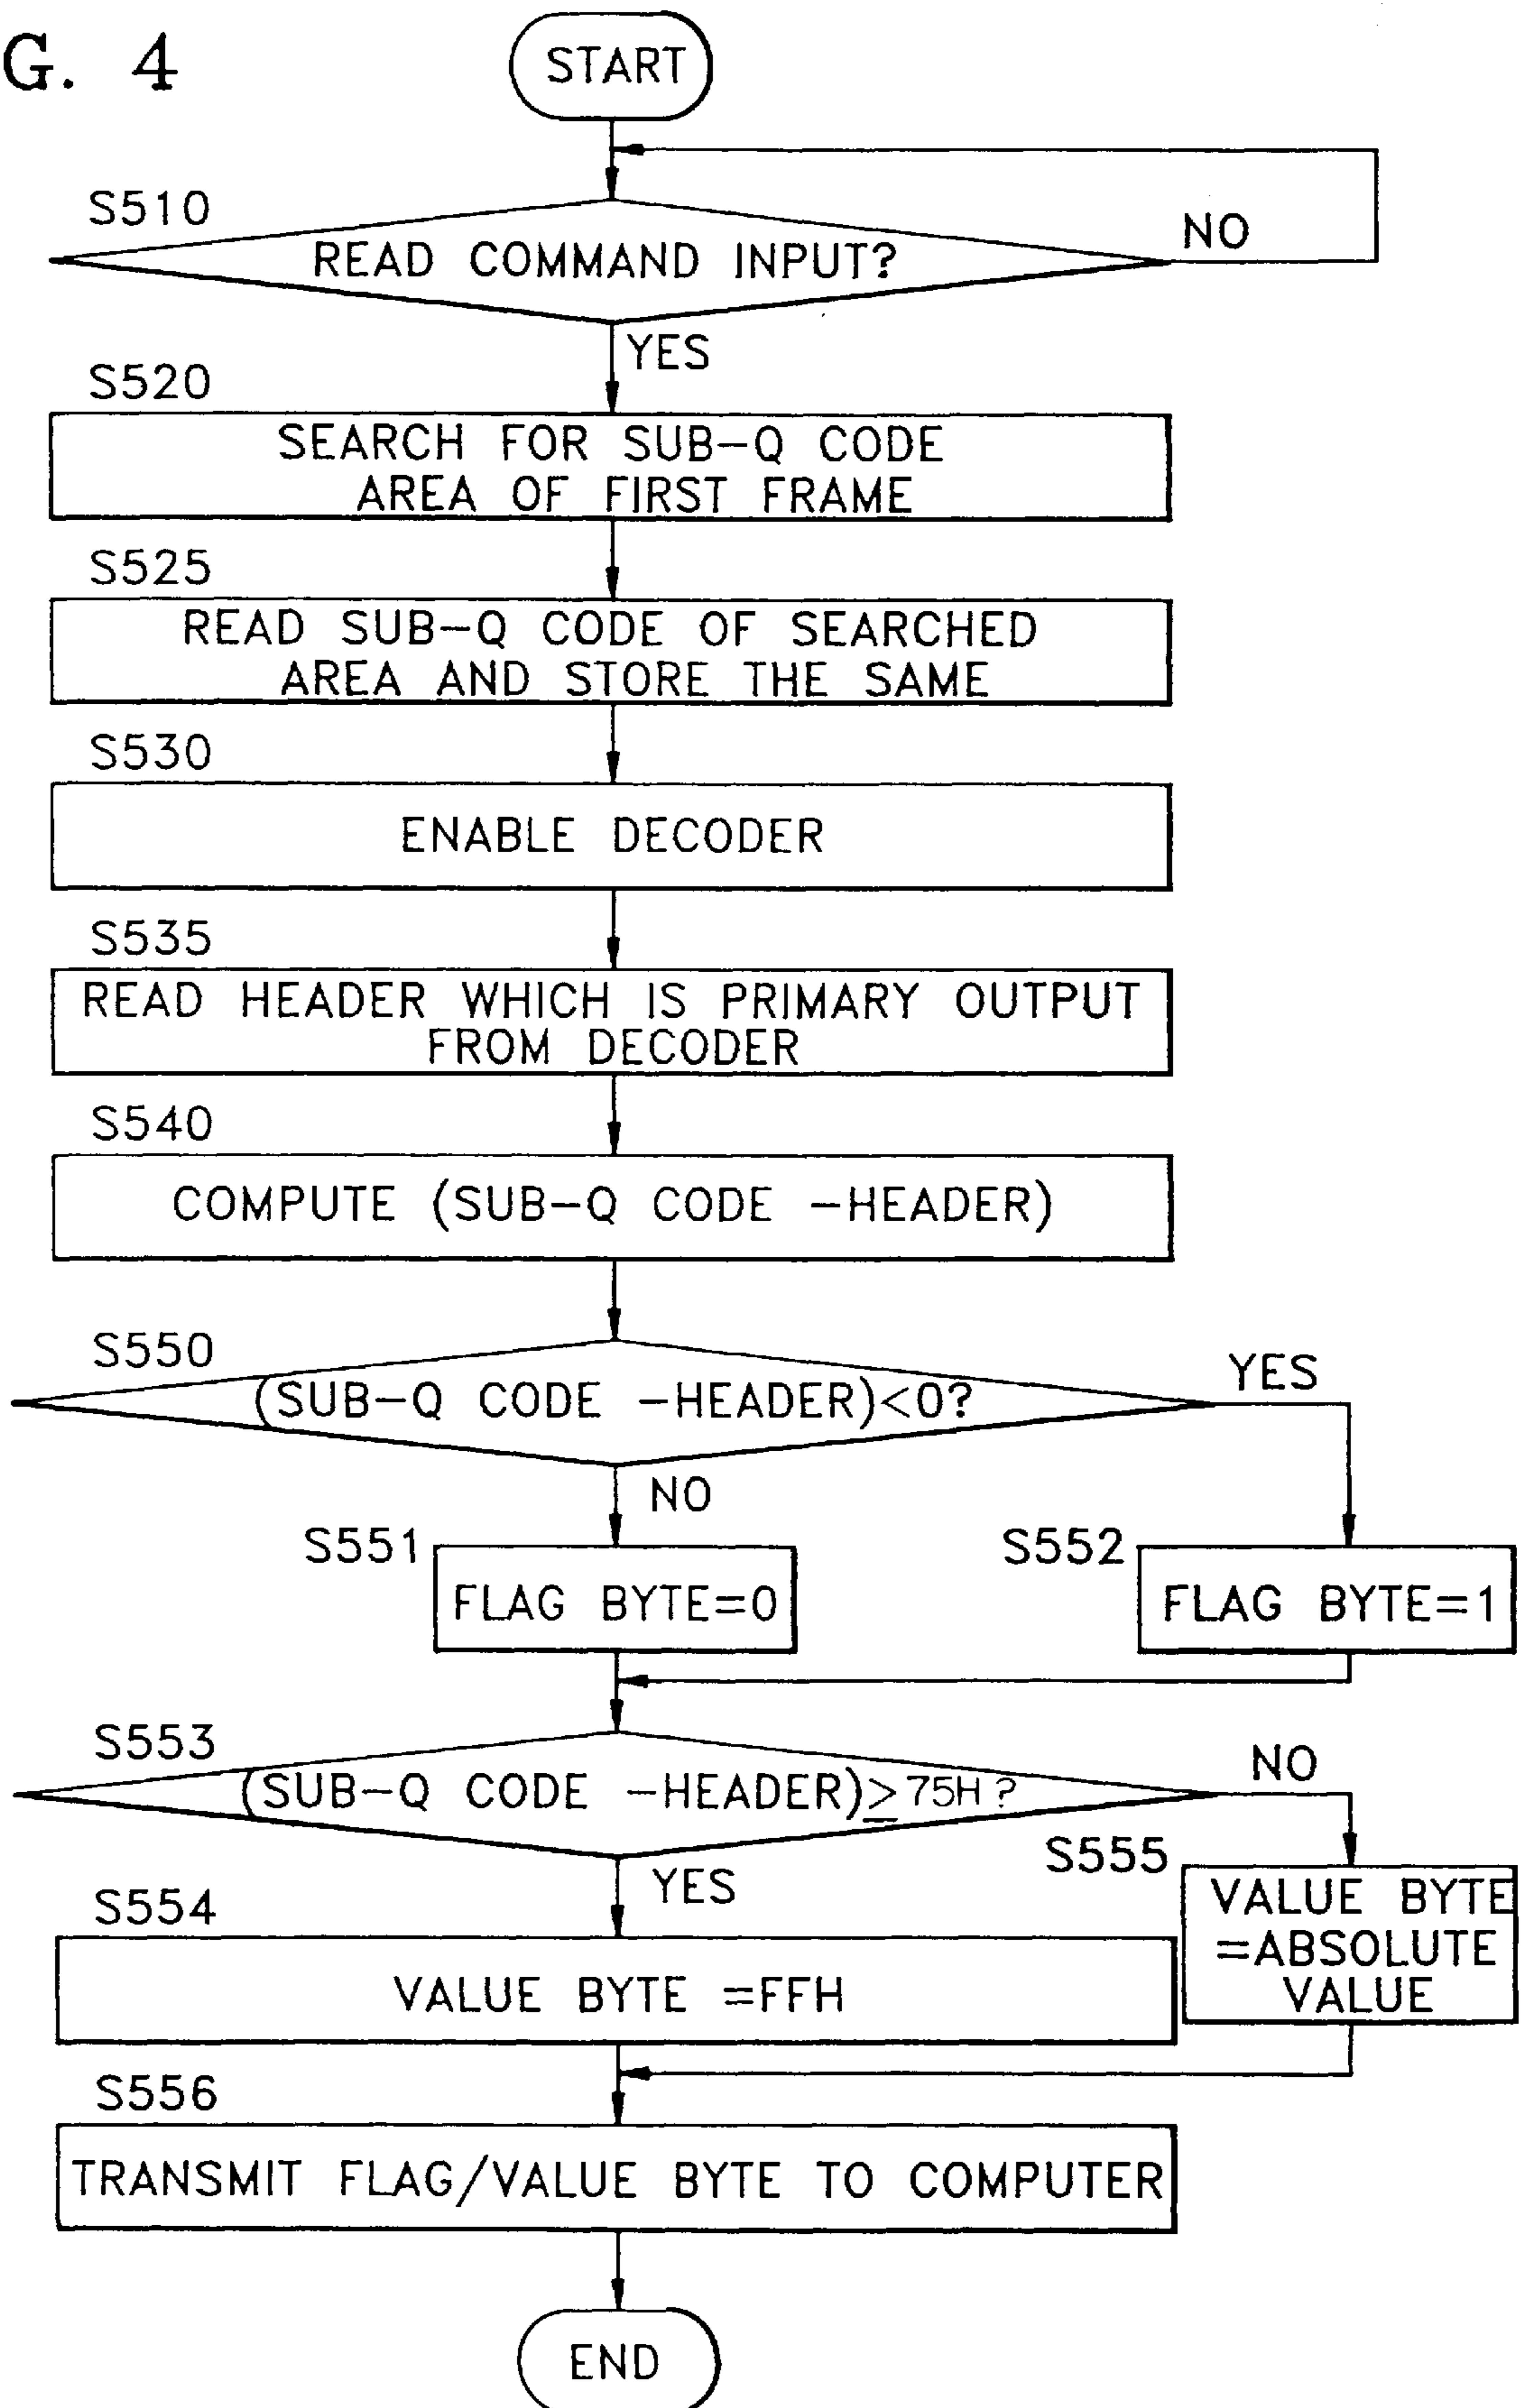 G. 4
START
S510
READ COMMAND INPUT?
NO
YES
S520
SEARCH FOR SUB-Q CODE
AREA OF FIRST FRAME
S525
READ SUB-Q CODE OF SEARCHED
AREA AND STORE THE SAME
S530
ENABLE DECODER
S535
READ HEADER WHICH IS PRIMARY OUTPUT
FROM DECODER
S540
COMPUTE (SUB-Q CODE -HEADER)
S550
(SUB-Q CODE -HEADER)<0?
YES
NO
S551
FLAG BYTE=0
S552
FLAG BYTE=1
S553
(SUB-Q CODE -HEADER)≥75H?
NO
YES
S555
VALUE BYTE
=ABSOLUTE
VALUE
S554
VALUE BYTE =FFH
S556
TRANSMIT FLAG/VALUE BYTE TO COMPUTER
END